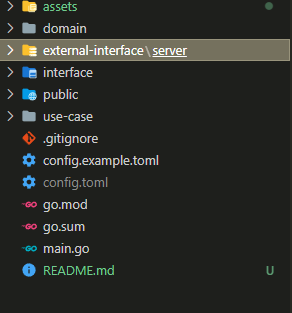 assets
domain
external-interface\server
interface
public
use-case
.gitignore
config.example.toml
config.toml
go.mod
go.sum
main.go
README.md U